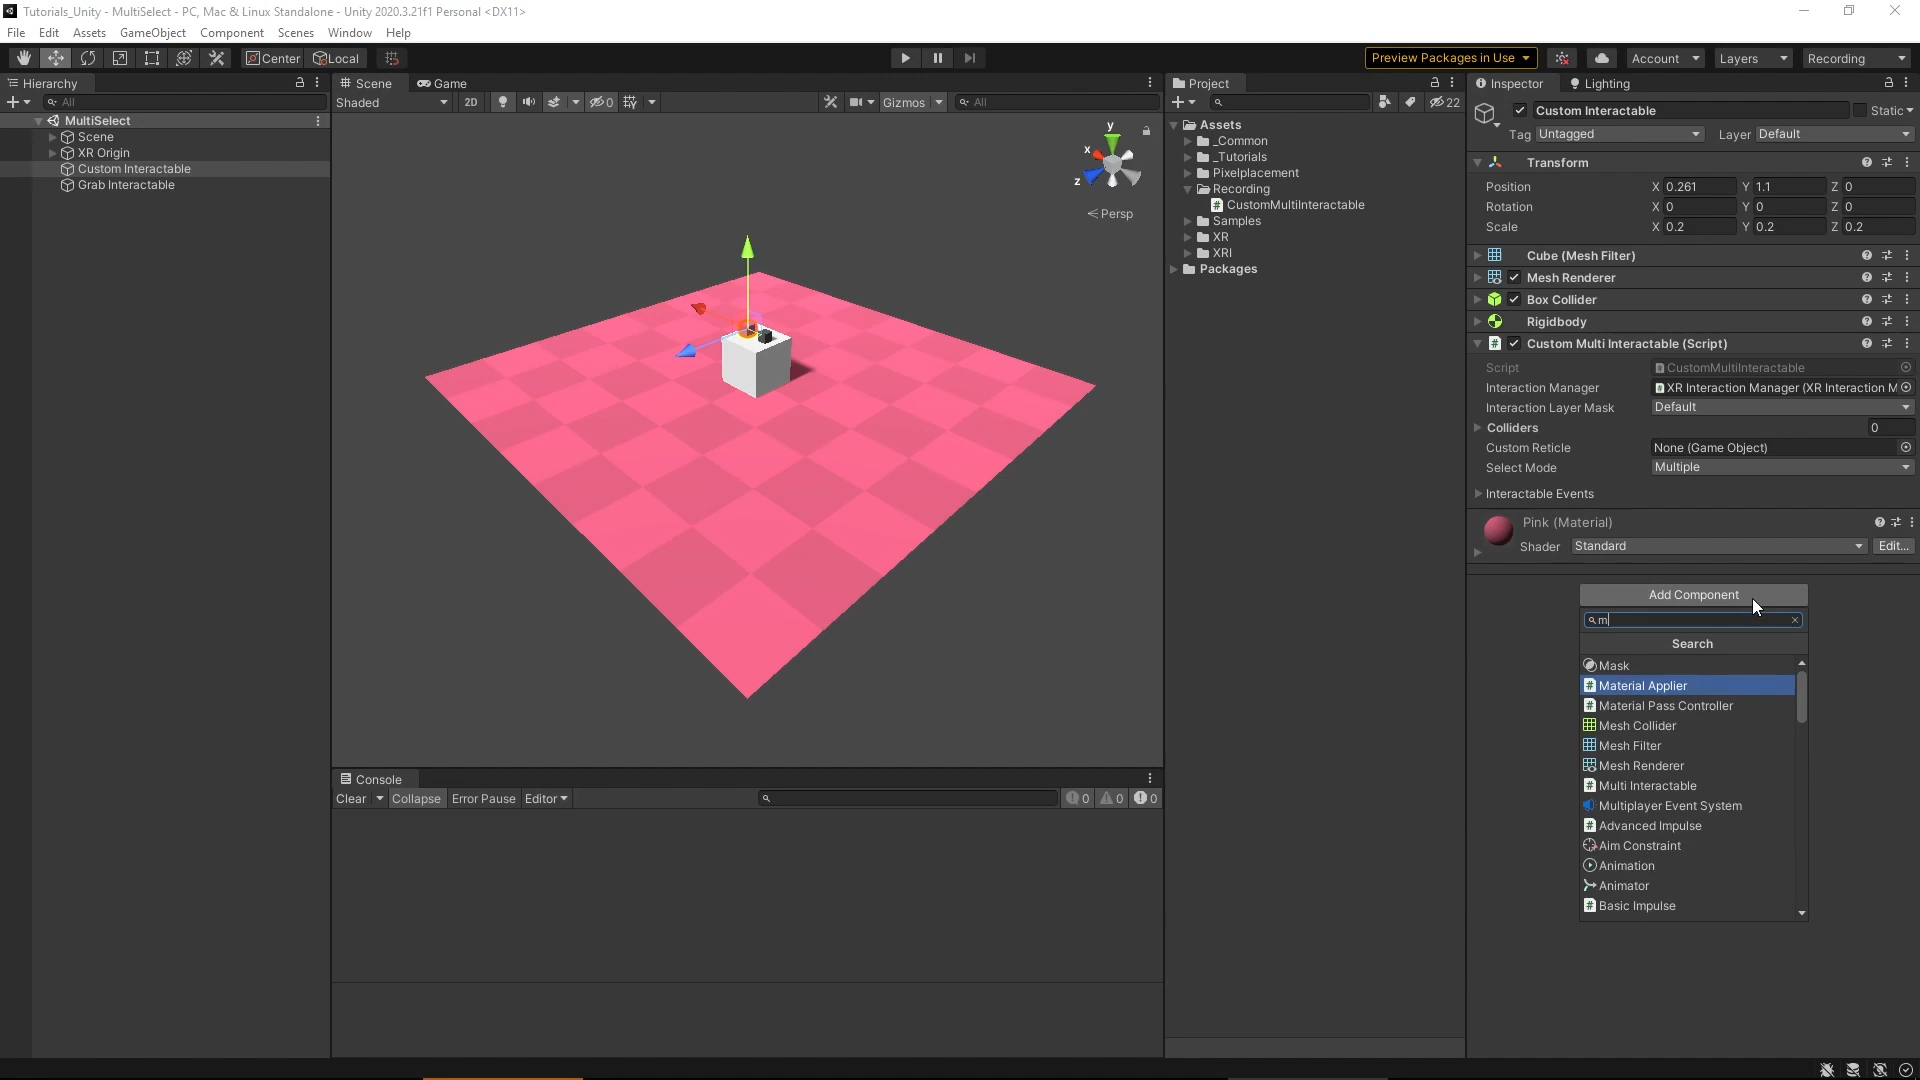 Tutorials_Unity - MultiSelect - PC, Mac & Linux Standalone - Unity 2020.3.21f1 Personal <DX11>
File Edit Assets GameObject Component Scenes Window Help
Center Local Preview Packages in Use Account Layers Recording
Hierarchy
All
MultiSelect
Scene
XR Origin
Custom Interactable
Grab Interactable
Scene Game
Shaded 2D 0 Gizmos All
y
x
z
Persp
Console
Clear Collapse Error Pause Editor 0 0 0
Project
22
Assets
_Common
_Tutorials
Pixelplacement
Recording
CustomMultiInteractable
Samples
XR
XRI
Packages
Inspector Lighting
Custom Interactable Static
Tag Untagged Layer Default
Transform
Position X 0.261 Y 1.1 Z 0
Rotation X 0 Y 0 Z 0
Scale X 0.2 Y 0.2 Z 0.2
Cube (Mesh Filter)
Mesh Renderer
Box Collider
Rigidbody
Custom Multi Interactable (Script)
Script CustomMultiInteractable
Interaction Manager XR Interaction Manager (XR Interaction M
Interaction Layer Mask Default
Colliders 0
Custom Reticle None (Game Object)
Select Mode Multiple
Interactable Events
Pink (Material)
Shader Standard Edit...
Add Component
m
Search
Mask
Material Applier
Material Pass Controller
Mesh Collider
Mesh Filter
Mesh Renderer
Multi Interactable
Multiplayer Event System
Advanced Impulse
Aim Constraint
Animation
Animator
Basic Impulse